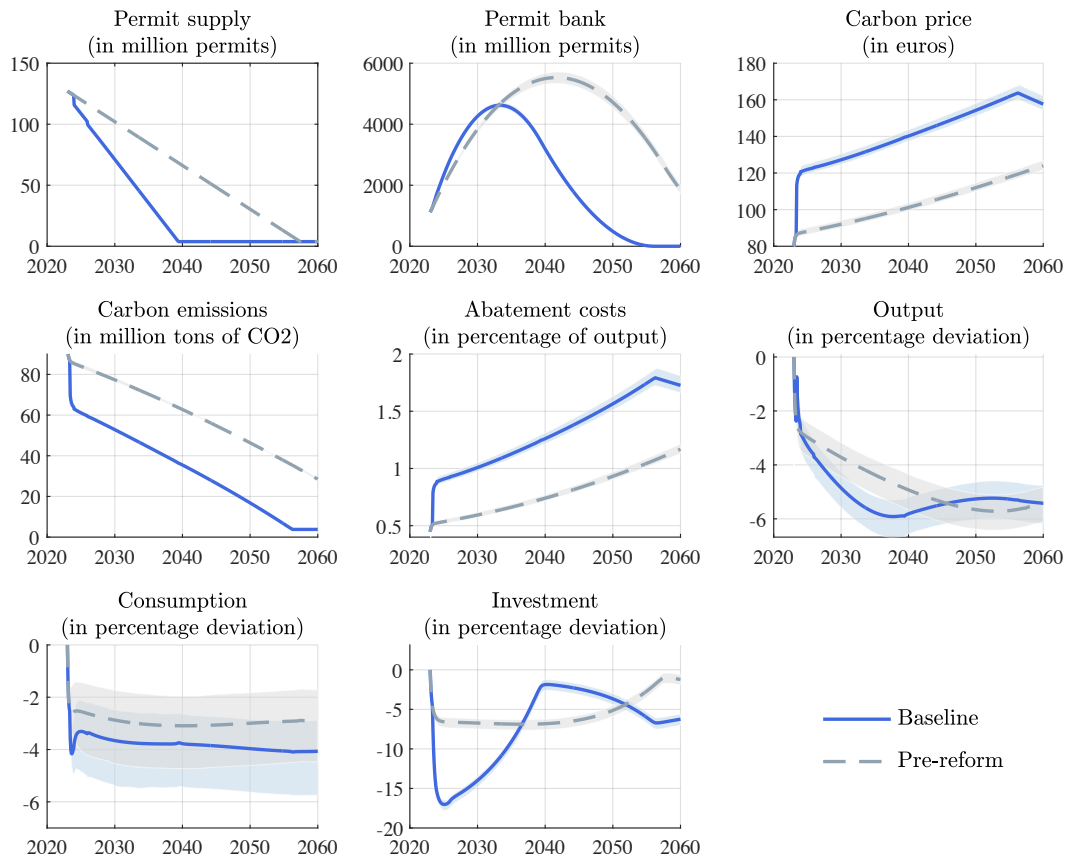 Permit supply
(in million permits)
150
100
50
0
2020 2030 2040 2050 2060
Permit bank
(in million permits)
6000
4000
2000
0
2020 2030 2040 2050 2060
Carbon price
(in euros)
180
160
140
120
100
80
2020 2030 2040 2050 2060
Carbon emissions
(in million tons of CO2)
80
60
40
20
0
2020 2030 2040 2050 2060
Abatement costs
(in percentage of output)
2
1.5
1
0.5
2020 2030 2040 2050 2060
Output
(in percentage deviation)
0
-2
-4
-6
2020 2030 2040 2050 2060
Consumption
(in percentage deviation)
0
-2
-4
-6
2020 2030 2040 2050 2060
Investment
(in percentage deviation)
0
-5
-10
-15
-20
2020 2030 2040 2050 2060
Baseline
Pre-reform